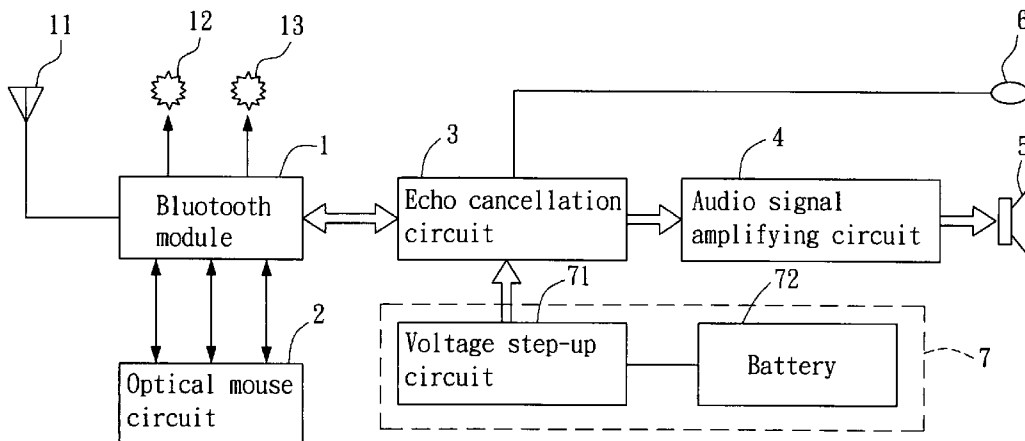 11
12
13
6
1
3
4
5
Bluotooth
module
Echo cancellation
circuit
Audio signal
amplifying circuit
2
71
72
Optical mouse
circuit
Voltage step-up
circuit
Battery
7